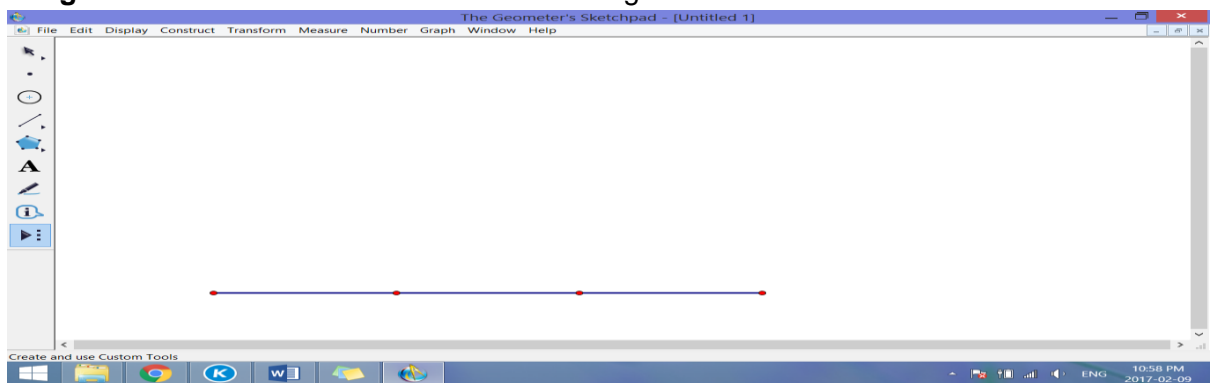 The Geometer's Sketchpad - [Untitled 1]
File Edit Display Construct Transform Measure Number Graph Window Help
A
Create and use Custom Tools
K
W
ENG
10:58 PM
2017-02-09